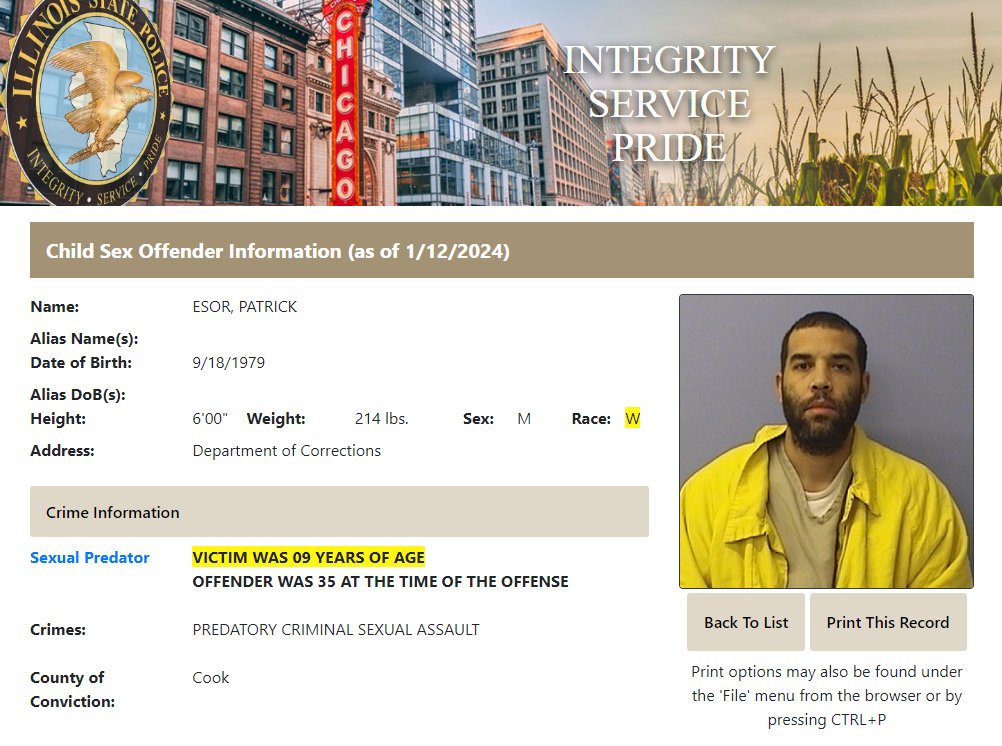 ILLINOIS STATE POLICE
INTEGRITY • SERVICE • PRIDE
CHICAGO
INTEGRITY
SERVICE
PRIDE
Child Sex Offender Information (as of 1/12/2024)
Name: ESOR, PATRICK
Alias Name(s):
Date of Birth: 9/18/1979
Alias DoB(s):
Height: 6'00" Weight: 214 lbs. Sex: M Race: W
Address: Department of Corrections
Crime Information
Sexual Predator VICTIM WAS 09 YEARS OF AGE
OFFENDER WAS 35 AT THE TIME OF THE OFFENSE
Crimes: PREDATORY CRIMINAL SEXUAL ASSAULT
County of Cook
Conviction:
Back To List Print This Record
Print options may also be found under
the 'File' menu from the browser or by
pressing CTRL+P